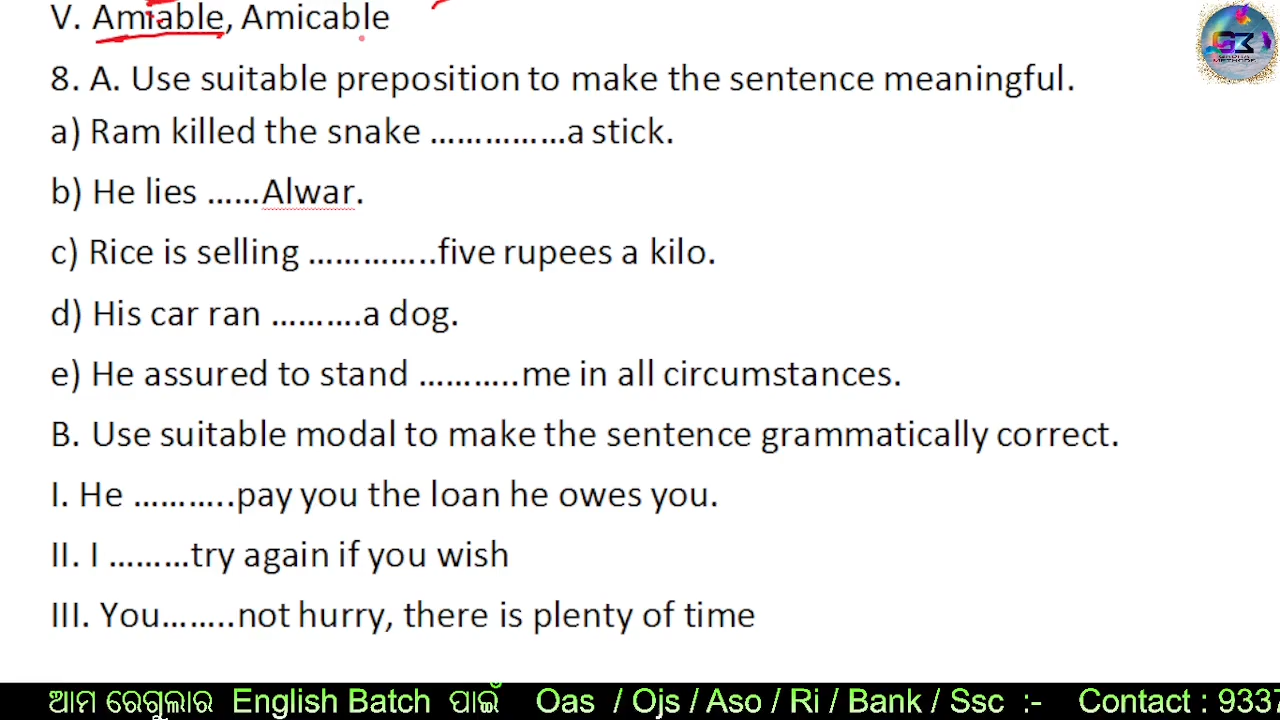 V. Amiable, Amicable
8. A. Use suitable preposition to make the sentence meaningful.
a) Ram killed the snake ……………a stick.
b) He lies ……Alwar.
c) Rice is selling …………..five rupees a kilo.
d) His car ran ……….a dog.
e) He assured to stand ………..me in all circumstances.
B. Use suitable modal to make the sentence grammatically correct.
I. He ………..pay you the loan he owes you.
II. I ………try again if you wish
III. You……..not hurry, there is plenty of time
ଆମ ରେଗୁଲାର English Batch ପାଇଁ Oas / Ojs / Aso / Ri / Bank / Ssc :- Contact : 9337